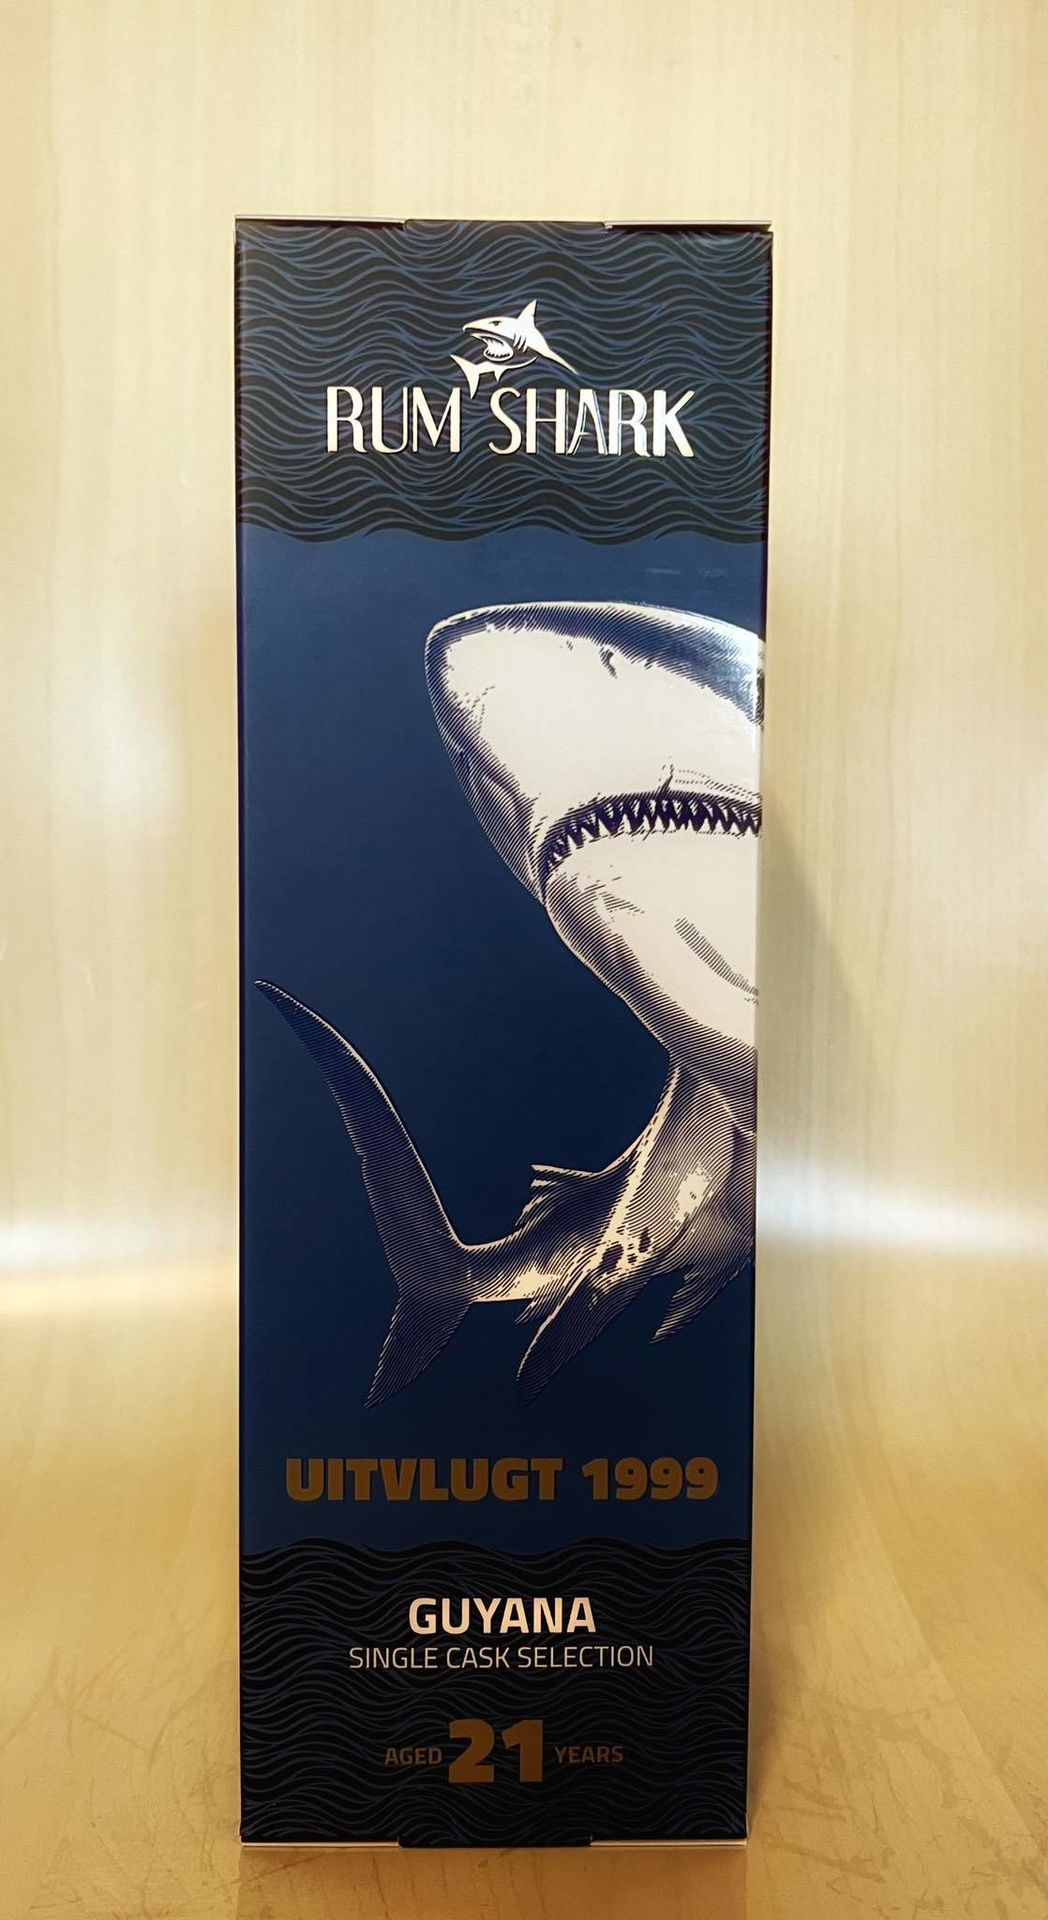 RUM SHARK
UITVLUGT 1999
GUYANA
SINGLE CASK SELECTION
AGED 21 YEARS